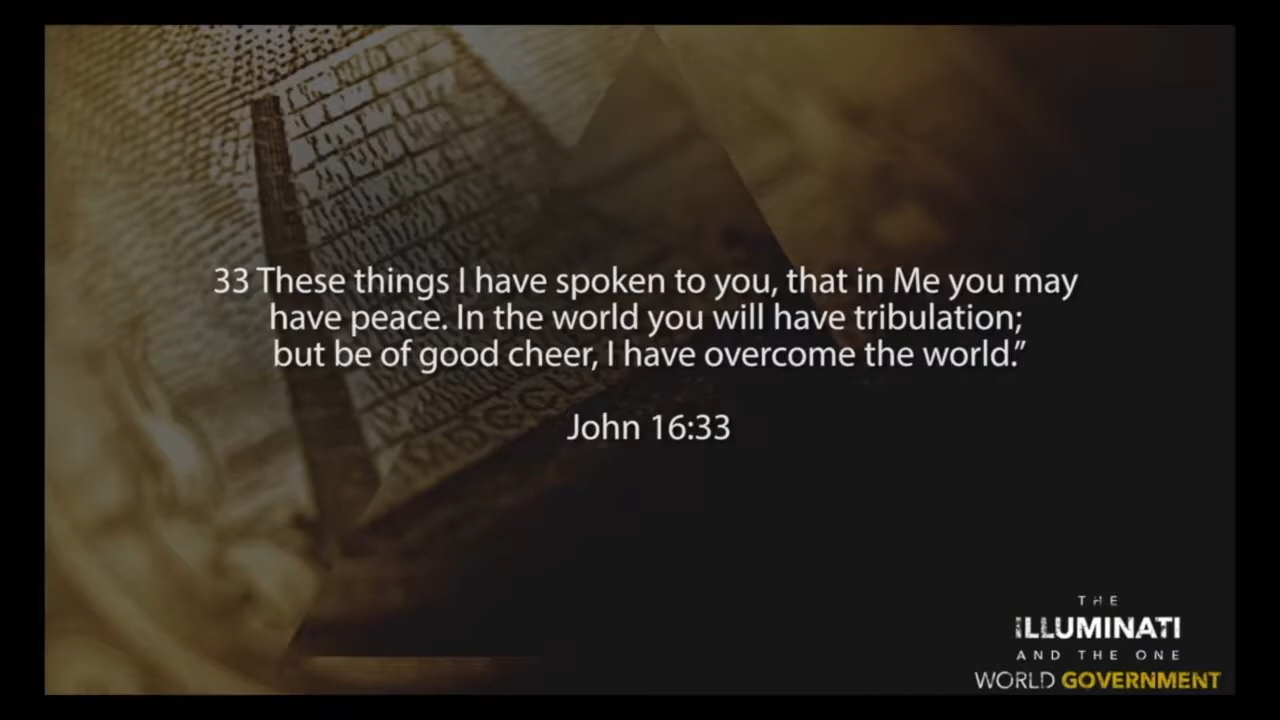 33 These things I have spoken to you, that in Me you may
have peace. In the world you will have tribulation;
but be of good cheer, I have overcome the world.”
John 16:33
THE
ILLUMINATI
AND THE ONE
WORLD GOVERNMENT